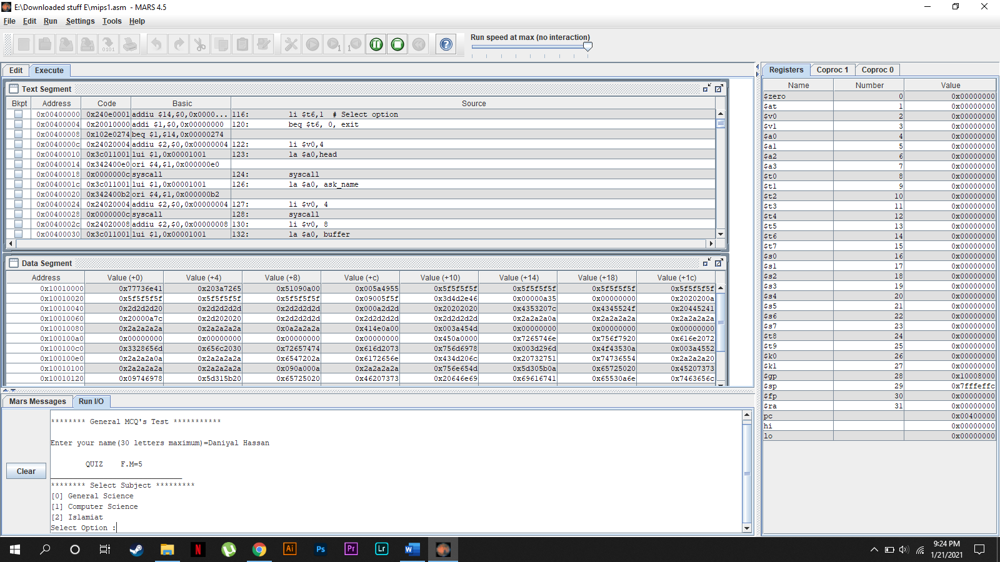 E:\Downloaded stuff E\mips1.asm - MARS 4.5
File Edit Run Settings Tools Help
Run speed at max (no interaction)
Edit Execute
Text Segment
Bkpt Address Code Basic Source
0x00400000 0x240e0001 addiu $14,$0,0x0000... 116: li $t6,1 # Select option
0x00400004 0x20010000 addi $1,$0,0x00000000 120: beq $t6, 0, exit
0x00400008 0x102e0274 beq $1,$14,0x00000274
0x0040000c 0x24020004 addiu $2,$0,0x00000004 122: li $v0,4
0x00400010 0x3c011001 lui $1,0x00001001 123: la $a0,head
0x00400014 0x342400e0 ori $4,$1,0x000000e0
0x00400018 0x0000000c syscall 124: syscall
0x0040001c 0x3c011001 lui $1,0x00001001 126: la $a0, ask_name
0x00400020 0x342400b2 ori $4,$1,0x000000b2
0x00400024 0x24020004 addiu $2,$0,0x00000004 127: li $v0, 4
0x00400028 0x0000000c syscall 128: syscall
0x0040002c 0x24020008 addiu $2,$0,0x00000008 130: li $v0, 8
0x00400030 0x3c011001 lui $1,0x00001001 132: la $a0, buffer
Data Segment
Address Value (+0) Value (+4) Value (+8) Value (+c) Value (+10) Value (+14) Value (+18) Value (+1c)
0x10010000 0x77736e41 0x203a7265 0x51090a00 0x005a4955 0x5f5f5f5f 0x5f5f5f5f 0x5f5f5f5f 0x5f5f5f5f
0x10010020 0x5f5f5f5f 0x5f5f5f5f 0x5f5f5f5f 0x09005f5f 0x3d4d2e46 0x00000a35 0x00000000 0x2020200a
0x10010040 0x2d2d2d20 0x2d2d2d2d 0x2d2d2d2d 0x000a2d2d 0x20202020 0x4353207c 0x4345524f 0x20445241
0x10010060 0x20000a7c 0x2d202020 0x2d2d2d2d 0x2d2d2d2d 0x2d2d2d2d 0x2a2a2a0a 0x2a2a2a2a 0x2a2a2a2a
0x10010080 0x2a2a2a2a 0x2a2a2a2a 0x0a2a2a2a 0x414e0a00 0x003a454d 0x00000000 0x00000000 0x00000000
0x100100a0 0x00000000 0x00000000 0x00000000 0x00000000 0x450a0000 0x7265746e 0x756f7920 0x616e2072
0x100100c0 0x3328656d 0x656c2030 0x72657474 0x616d2073 0x756d6978 0x003d296d 0x4f43530a 0x003a4552
0x100100e0 0x2a2a2a0a 0x2a2a2a2a 0x6547202a 0x6172656e 0x434d206c 0x20732751 0x74736554 0x2a2a2a20
0x10010100 0x2a2a2a2a 0x2a2a2a2a 0x090a000a 0x2a2a2a2a 0x756e654d 0x5d305b0a 0x65725020 0x45207373
0x10010120 0x09746978 0x5d315b20 0x65725020 0x46207373 0x20646e69 0x69616741 0x65530a6e 0x7463656c
Mars Messages Run I/O
Clear
******** General MCQ's Test ***********
Enter your name(30 letters maximum)=Daniyal Hassan
QUIZ F.M=5
______________________________
******** Select Subject *********
[0] General Science
[1] Computer Science
[2] Islamiat
Select Option :
Registers Coproc 1 Coproc 0
Name Number Value
$zero 0 0x00000000
$at 1 0x00000000
$v0 2 0x00000000
$v1 3 0x00000000
$a0 4 0x00000000
$a1 5 0x00000000
$a2 6 0x00000000
$a3 7 0x00000000
$t0 8 0x00000000
$t1 9 0x00000000
$t2 10 0x00000000
$t3 11 0x00000000
$t4 12 0x00000000
$t5 13 0x00000000
$t6 14 0x00000000
$t7 15 0x00000000
$s0 16 0x00000000
$s1 17 0x00000000
$s2 18 0x00000000
$s3 19 0x00000000
$s4 20 0x00000000
$s5 21 0x00000000
$s6 22 0x00000000
$s7 23 0x00000000
$t8 24 0x00000000
$t9 25 0x00000000
$k0 26 0x00000000
$k1 27 0x00000000
$gp 28 0x10008000
$sp 29 0x7fffeffc
$fp 30 0x00000000
$ra 31 0x00000000
pc 0x00400000
hi 0x00000000
lo 0x00000000
N Ai Ps Pr Lr W
9:24 PM
1/21/2021